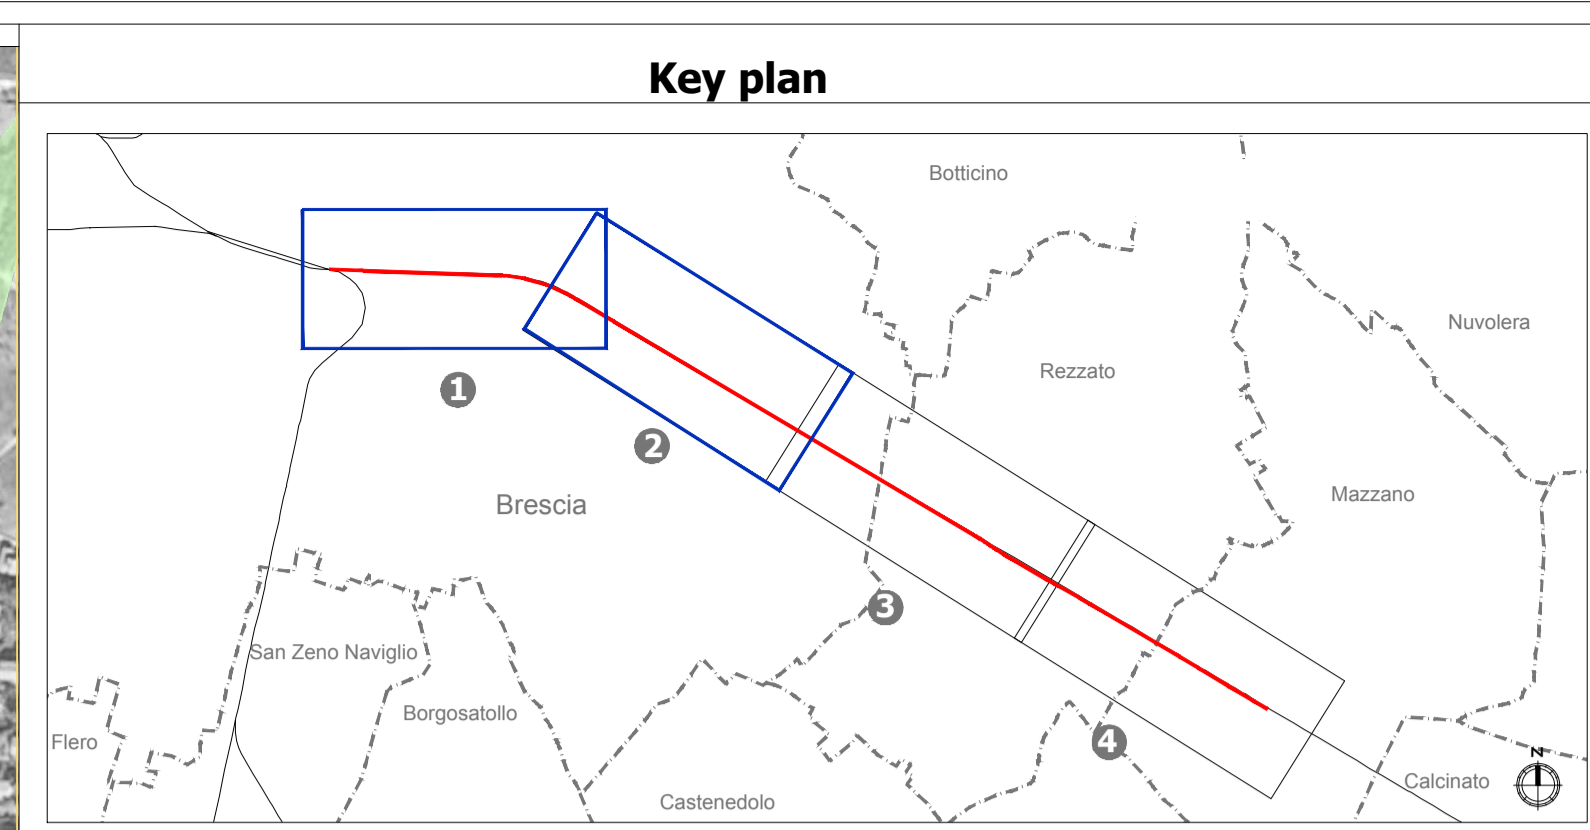 Key plan
Botticino
Nuvolera
Rezzato
1
2
Mazzano
Brescia
3
San Zeno Naviglio
Borgosatollo
Flero
4
N
Calcinato
Castenedolo